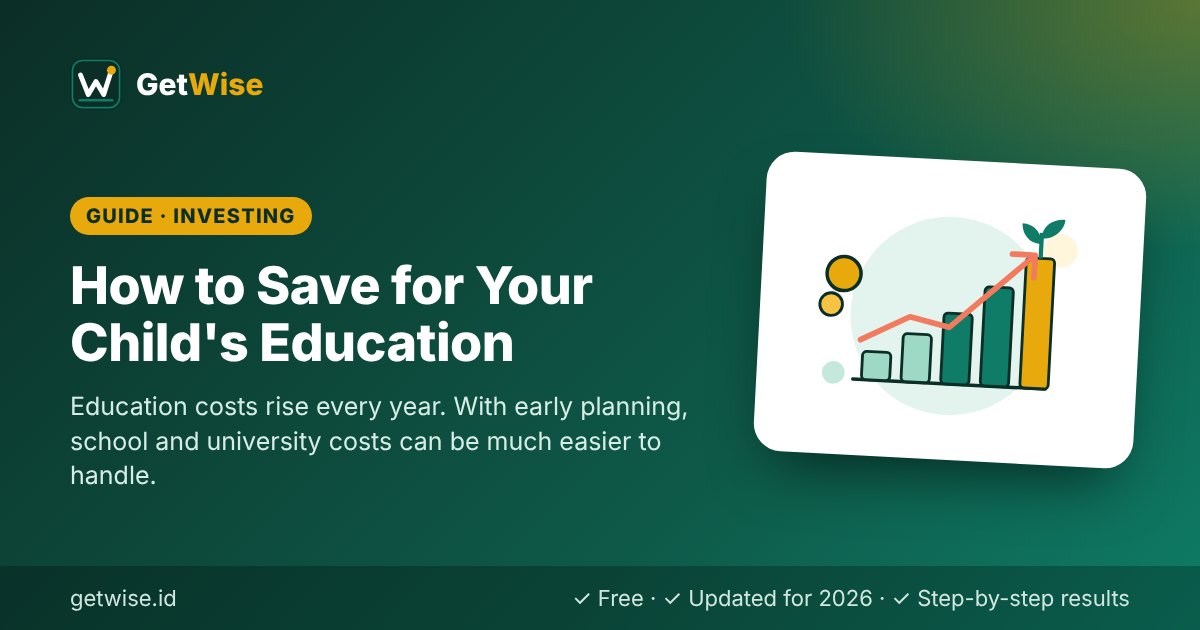 GetWise
GUIDE · INVESTING
How to Save for Your
Child's Education
Education costs rise every year. With early planning,
school and university costs can be much easier to
handle.
getwise.id
✓ Free · ✓ Updated for 2026 · ✓ Step-by-step results